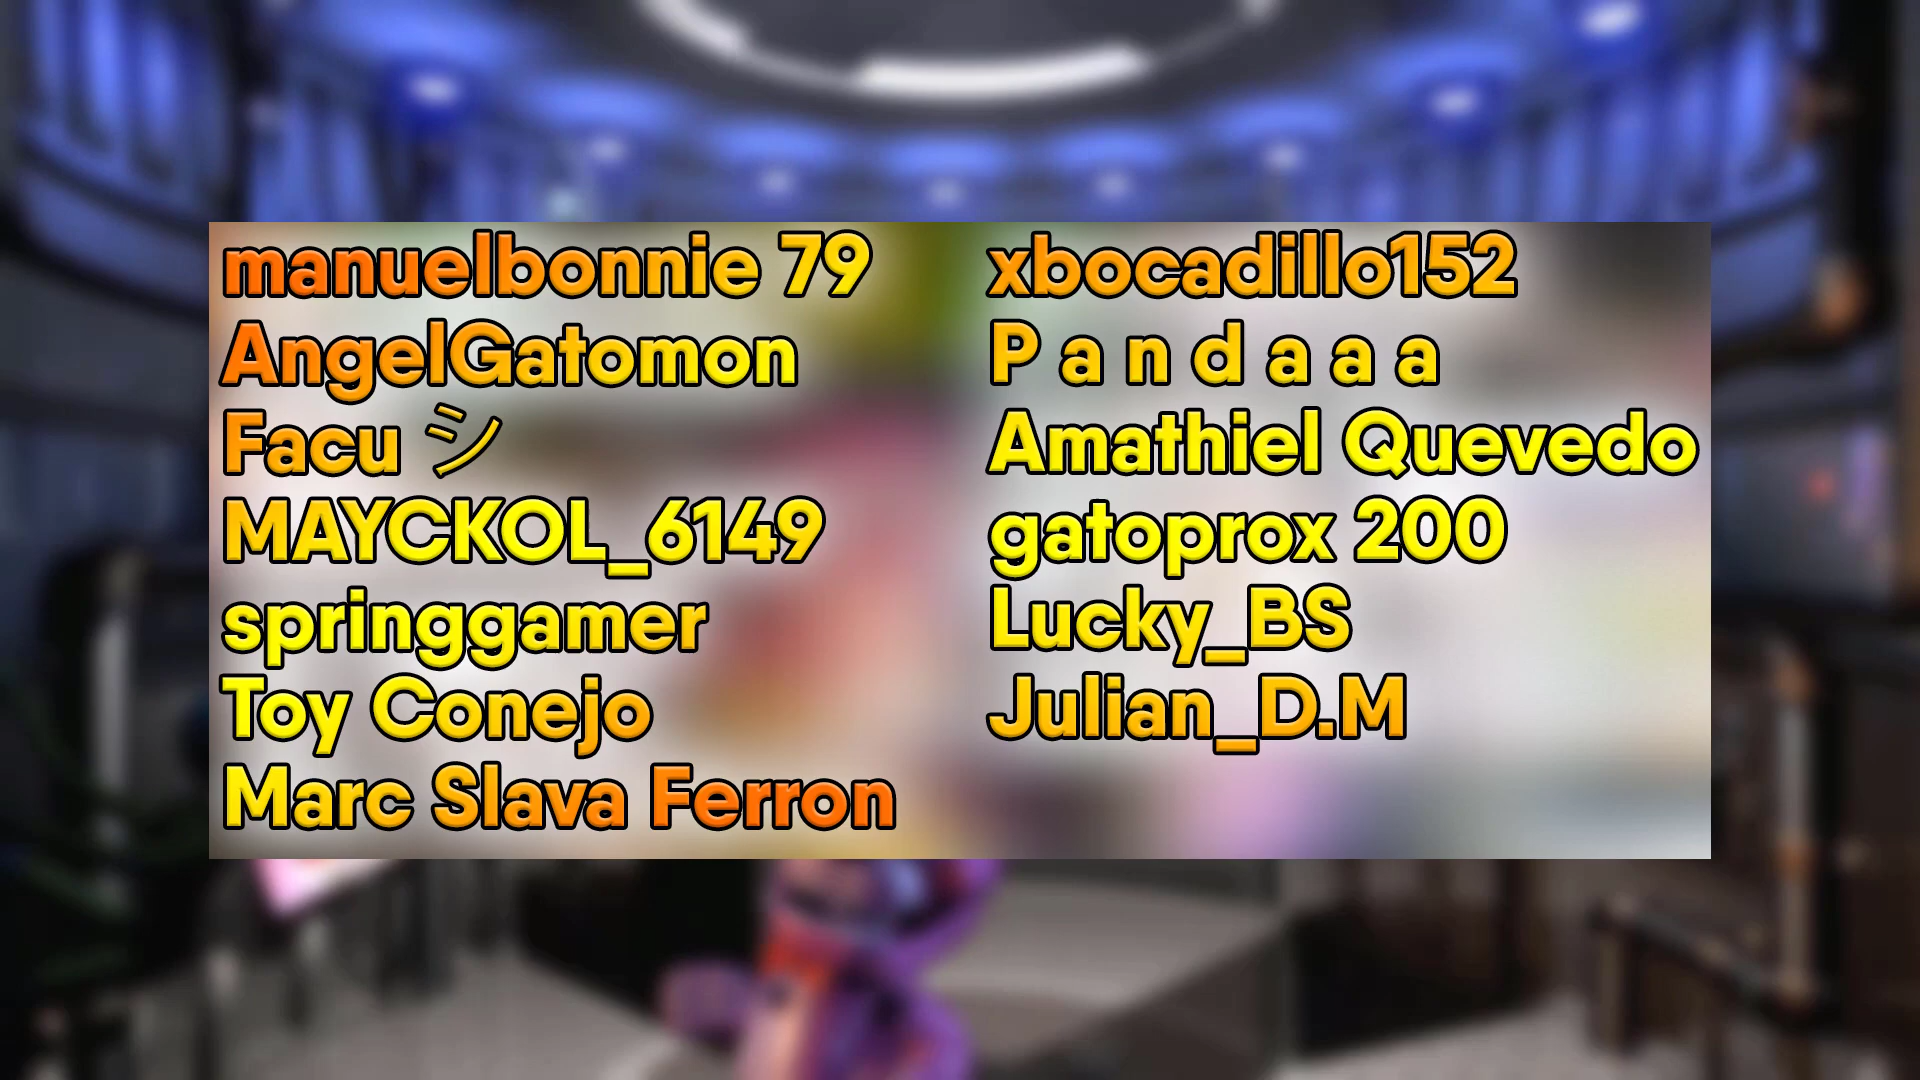 manuelbonnie 79
AngelGatomon
Facu シ
MAYCKOL_6149
springgamer
Toy Conejo
Marc Slava Ferron
xbocadillo152
P a n d a a a
Amathiel Quevedo
gatoprox 200
Lucky_BS
Julian_D.M